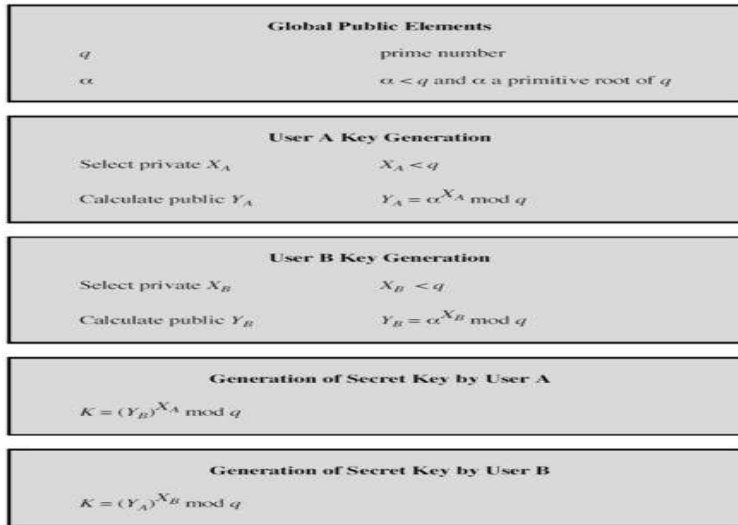 Global Public Elements
q prime number
α α < q and α a primitive root of q
User A Key Generation
Select private X_A X_A < q
Calculate public Y_A Y_A = α^{X_A} mod q
User B Key Generation
Select private X_B X_B < q
Calculate public Y_B Y_B = α^{X_B} mod q
Generation of Secret Key by User A
K = (Y_B)^{X_A} mod q
Generation of Secret Key by User B
K = (Y_A)^{X_B} mod q